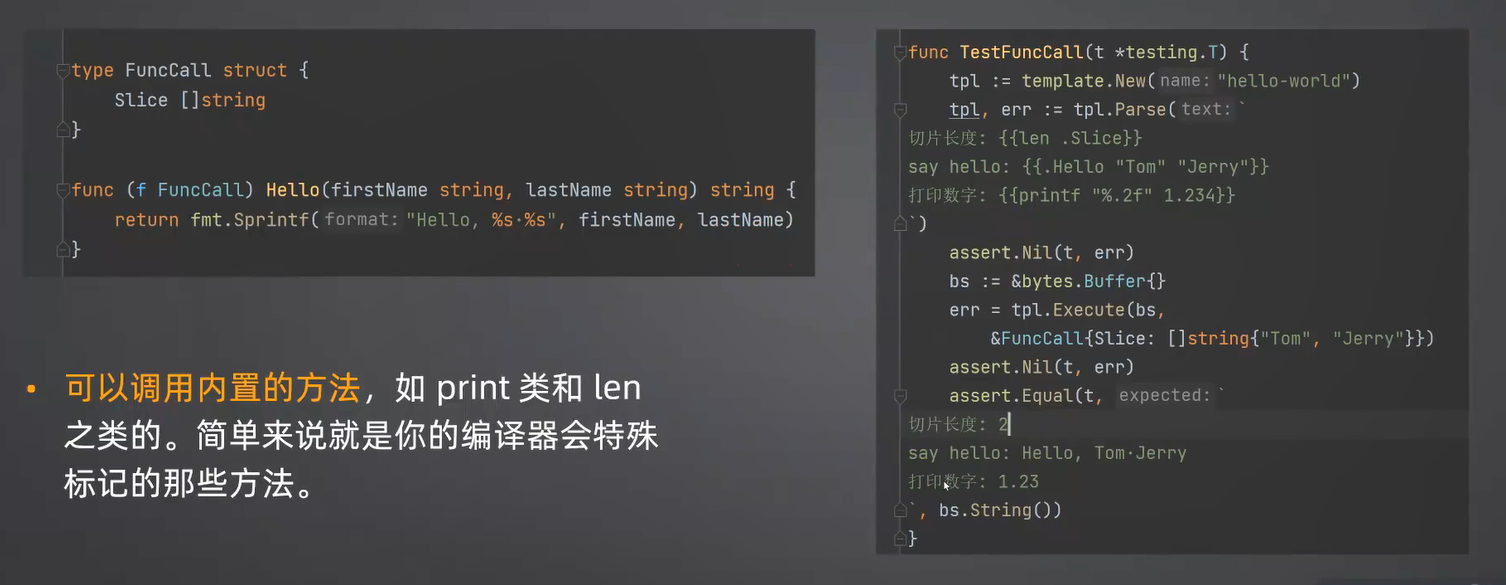 type FuncCall struct {
    Slice []string
}

func (f FuncCall) Hello(firstName string, lastName string) string {
    return fmt.Sprintf( format: "Hello, %s·%s", firstName, lastName)
}
• 可以调用内置的方法，如 print 类和 len
之类的。简单来说就是你的编译器会特殊
标记的那些方法。
func TestFuncCall(t *testing.T) {
    tpl := template.New( name: "hello-world")
    tpl, err := tpl.Parse( text: `
切片长度: {{len .Slice}}
say hello: {{.Hello "Tom" "Jerry"}}
打印数字: {{printf "%.2f" 1.234}}
`)
    assert.Nil(t, err)
    bs := &bytes.Buffer{}
    err = tpl.Execute(bs,
        &FuncCall{Slice: []string{"Tom", "Jerry"}})
    assert.Nil(t, err)
    assert.Equal(t, expected: `
切片长度: 2
say hello: Hello, Tom·Jerry
打印数字: 1.23
`, bs.String())
}